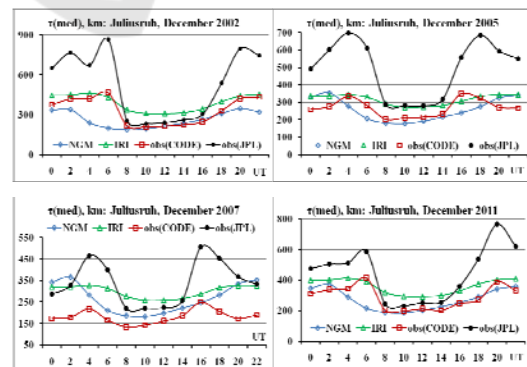 τ(med), km: Juliusruh, December 2002
900
600
300
0
NGM IRI obs(CODE) obs(JPL)
0 2 4 6 8 10 12 14 16 18 20 UT
τ(med), km: Juliusruh, December 2005
700
600
500
400
300
200
100
0
NGM IRI obs(CODE) obs(JPL)
0 2 4 6 8 10 12 14 16 18 20 UT
τ(med), km: Juliusruh, December 2007
550
450
350
250
150
50
NGM IRI obs(CODE) obs(JPL)
UT
0 2 4 6 8 10 12 14 16 18 20 22
τ(med), km: Juliusruh, December 2011
800
600
400
200
0
NGM IRI obs(CODE) obs(JPL)
UT
0 2 4 6 8 10 12 14 16 18 20